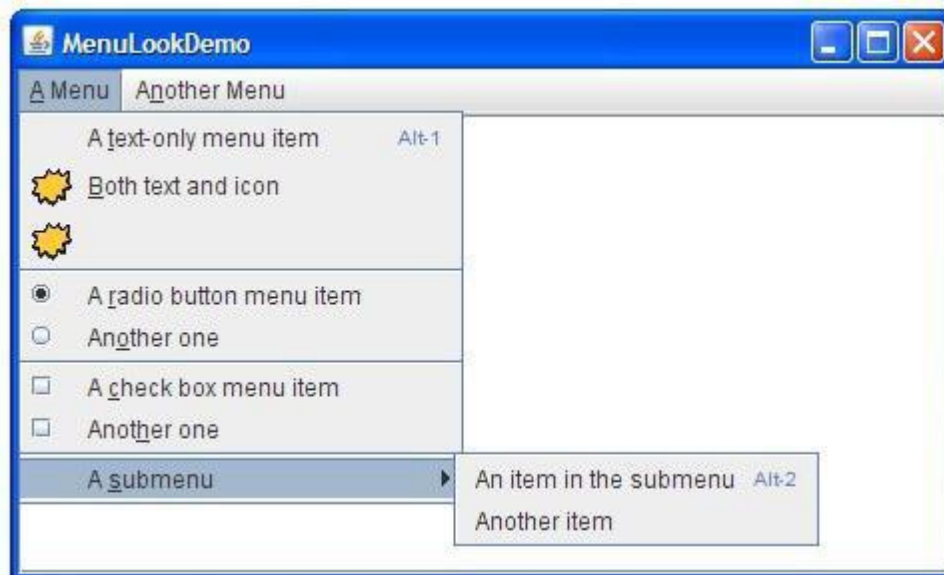 MenuLookDemo
A Menu Another Menu
A text-only menu item Alt-1
Both text and icon
A radio button menu item
Another one
A check box menu item
Another one
A submenu
An item in the submenu Alt-2
Another item